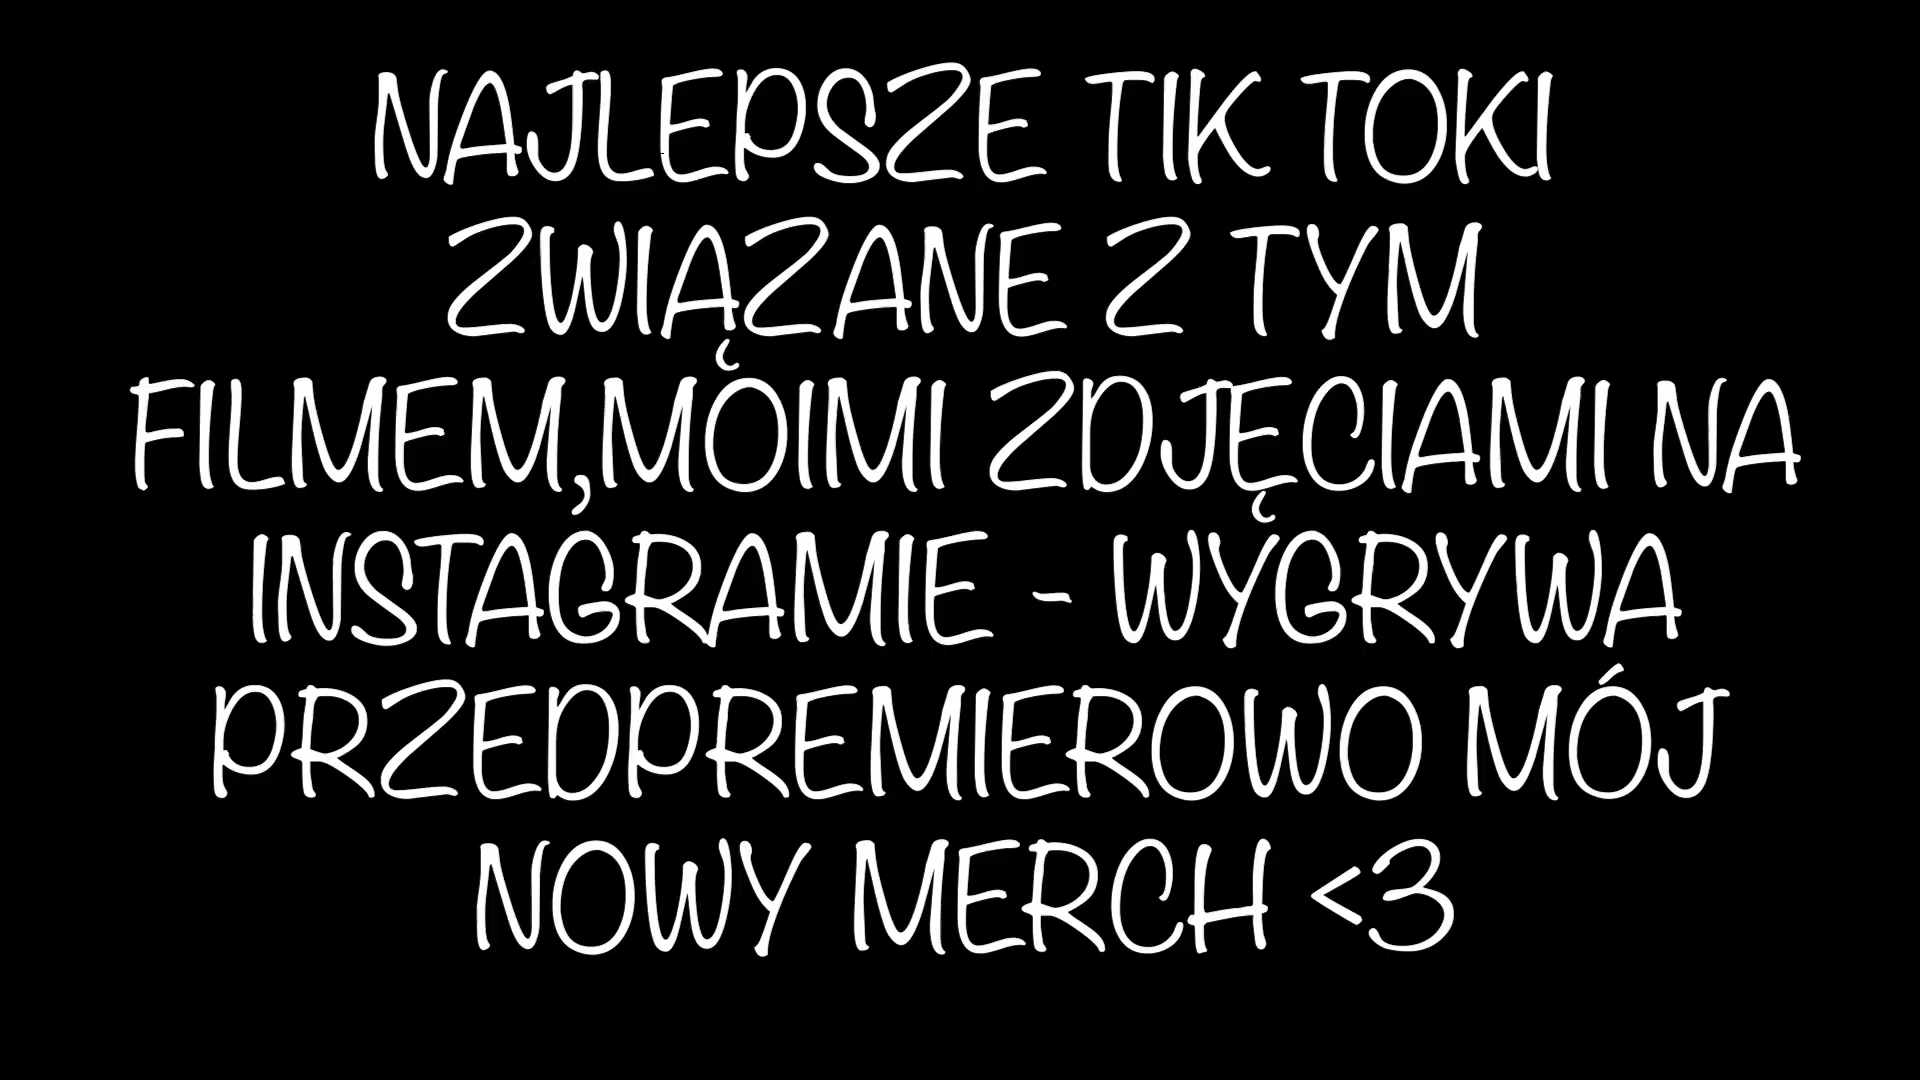 NAJLEPSZE TIK TOKI
ZWIĄZANE Z TYM
FILMEM,MOIMI ZDJĘCIAMI NA
INSTAGRAMIE - WYGRYWA
PRZEDPREMIEROWO MÓJ
NOWY MERCH <3